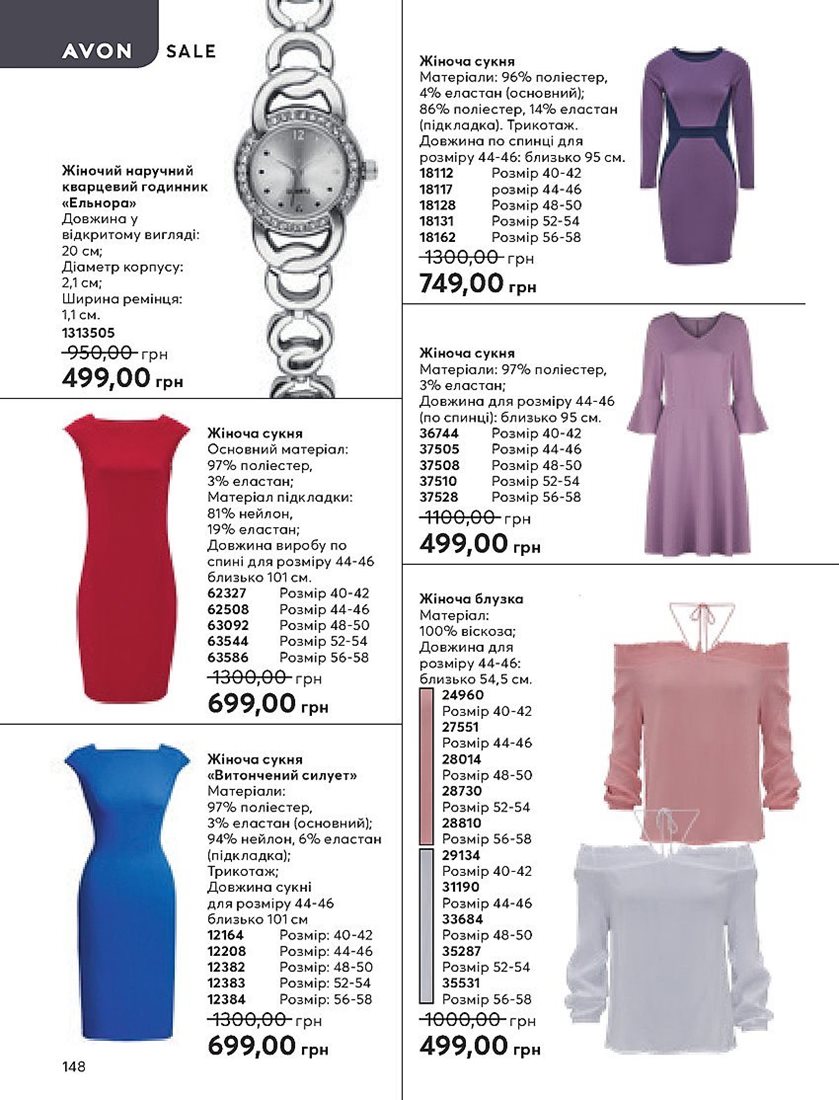 AVON SALE
Жіночий наручний
кварцевий годинник
«Ельнора»
Довжина у
відкритому вигляді:
20 см;
Діаметр корпусу:
2,1 см;
Ширина ремінця:
1,1 см.
1313505
950,00 грн
499,00 грн
12
QUARTZ
Жіноча сукня
Матеріали: 96% поліестер,
4% еластан (основний);
86% поліестер, 14% еластан
(підкладка). Трикотаж.
Довжина по спинці для
розміру 44-46: близько 95 см.
18112 Розмір 40-42
18117 розмір 44-46
18128 Розмір 48-50
18131 Розмір 52-54
18162 Розмір 56-58
1300,00 грн
749,00 грн
Жіноча сукня
Матеріали: 97% поліестер,
3% еластан;
Довжина для розміру 44-46
(по спинці): близько 95 см.
36744 Розмір 40-42
37505 Розмір 44-46
37508 Розмір 48-50
37510 Розмір 52-54
37528 Розмір 56-58
1100,00 грн
499,00 грн
Жіноча сукня
Основний матеріал:
97% поліестер,
3% еластан;
Матеріал підкладки:
81% нейлон,
19% еластан;
Довжина виробу по
спині для розміру 44-46
близько 101 см.
62327 Розмір 40-42
62508 Розмір 44-46
63092 Розмір 48-50
63544 Розмір 52-54
63586 Розмір 56-58
1300,00 грн
699,00 грн
Жіноча сукня
«Витончений силует»
Матеріали:
97% поліестер,
3% еластан (основний);
94% нейлон, 6% еластан
(підкладка);
Трикотаж;
Довжина сукні
для розміру 44-46
близько 101 см
12164 Розмір: 40-42
12208 Розмір: 44-46
12382 Розмір: 48-50
12383 Розмір: 52-54
12384 Розмір: 56-58
1300,00 грн
699,00 грн
Жіноча блузка
Матеріал:
100% віскоза;
Довжина для
розміру 44-46:
близько 54,5 см.
24960
Розмір 40-42
27551
Розмір 44-46
28014
Розмір 48-50
28730
Розмір 52-54
28810
Розмір 56-58
29134
Розмір 40-42
31190
Розмір 44-46
33684
Розмір 48-50
35287
Розмір 52-54
35531
Розмір 56-58
1000,00 грн
499,00 грн
148